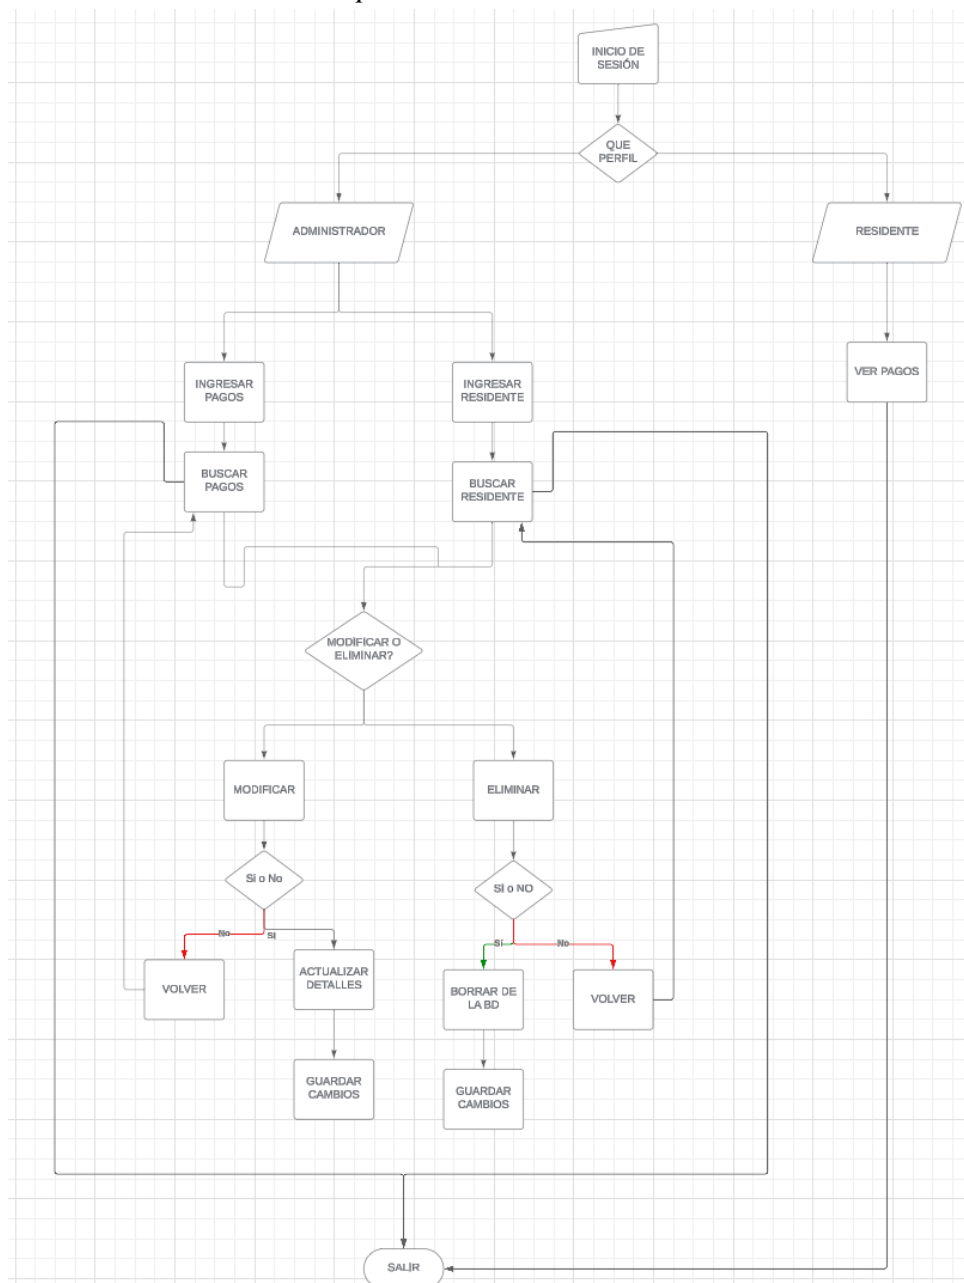 INICIO DE
SESIÓN
QUE
PERFIL
ADMINISTRADOR
RESIDENTE
INGRESAR
PAGOS
INGRESAR
RESIDENTE
VER PAGOS
BUSCAR
PAGOS
BUSCAR
RESIDENTE
MODIFICAR O
ELIMINAR?
MODIFICAR
ELIMINAR
Si o No
SI o NO
No
SI
Sí
No
VOLVER
ACTUALIZAR
DETALLES
BORRAR DE
LA BD
VOLVER
GUARDAR
CAMBIOS
GUARDAR
CAMBIOS
SALIR